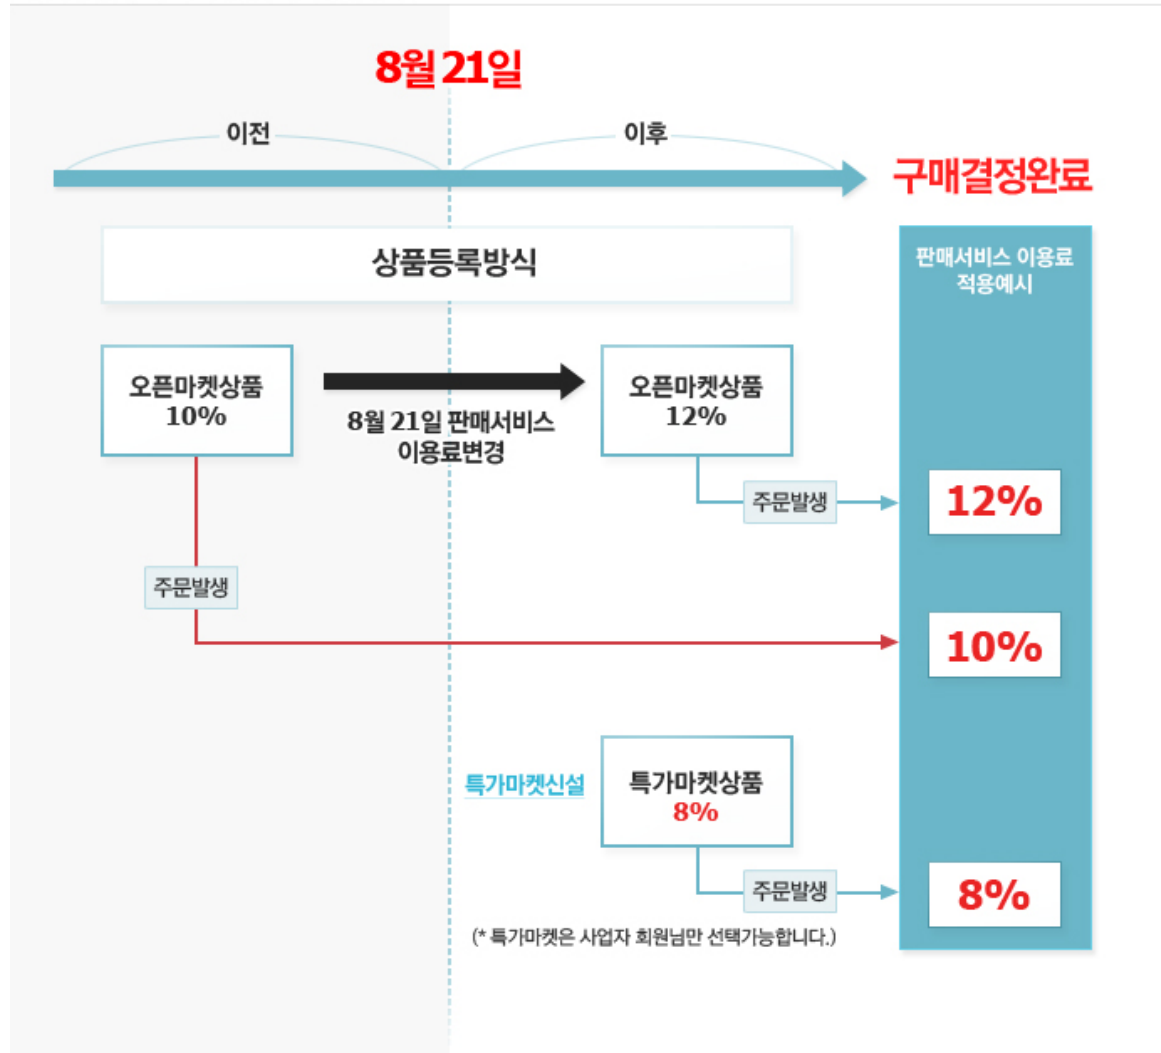 8월 21일
이전
이후
구매결정완료
상품등록방식
판매서비스 이용료
적용예시
오픈마켓상품
10%
8월 21일 판매서비스
이용료변경
오픈마켓상품
12%
주문발생
12%
주문발생
10%
특가마켓신설
특가마켓상품
8%
주문발생
8%
(* 특가마켓은 사업자 회원님만 선택가능합니다.)